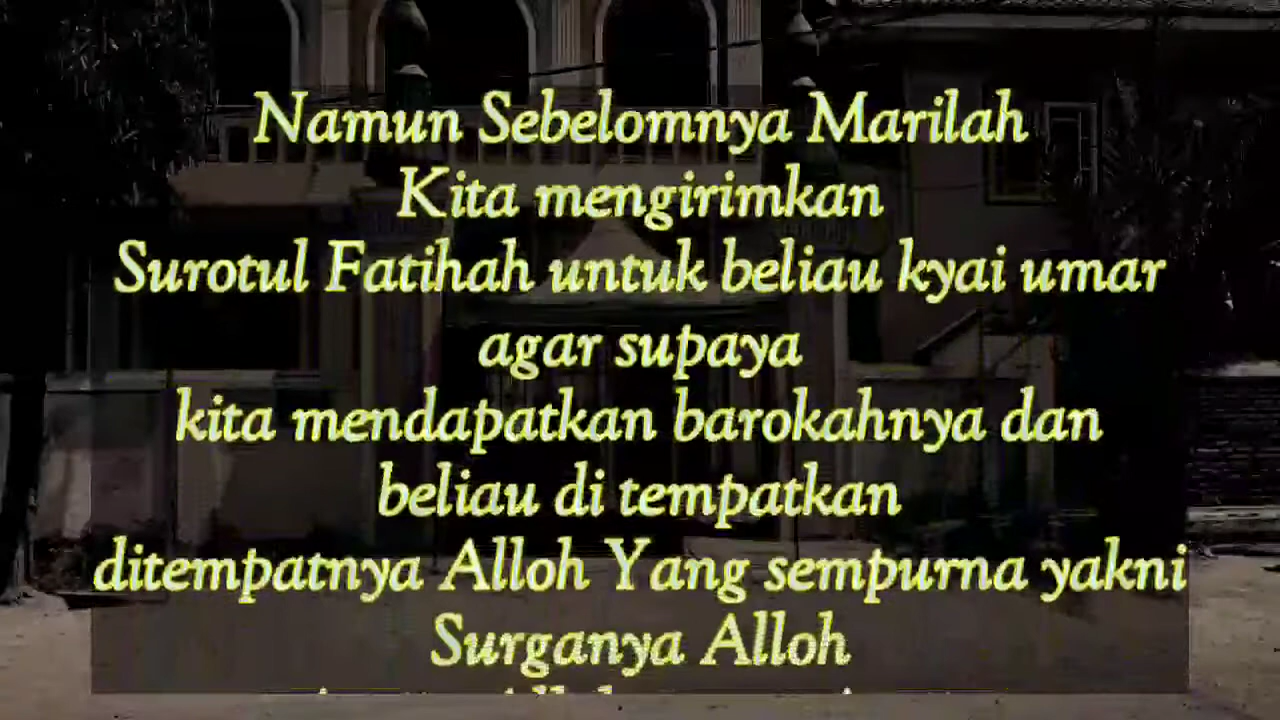 Namun Sebelomnya Marilah
Kita mengirimkan
Surotul Fatihah untuk beliau kyai umar
agar supaya
kita mendapatkan barokahnya dan
beliau di tempatkan
ditempatnya Alloh Yang sempurna yakni
Surganya Alloh